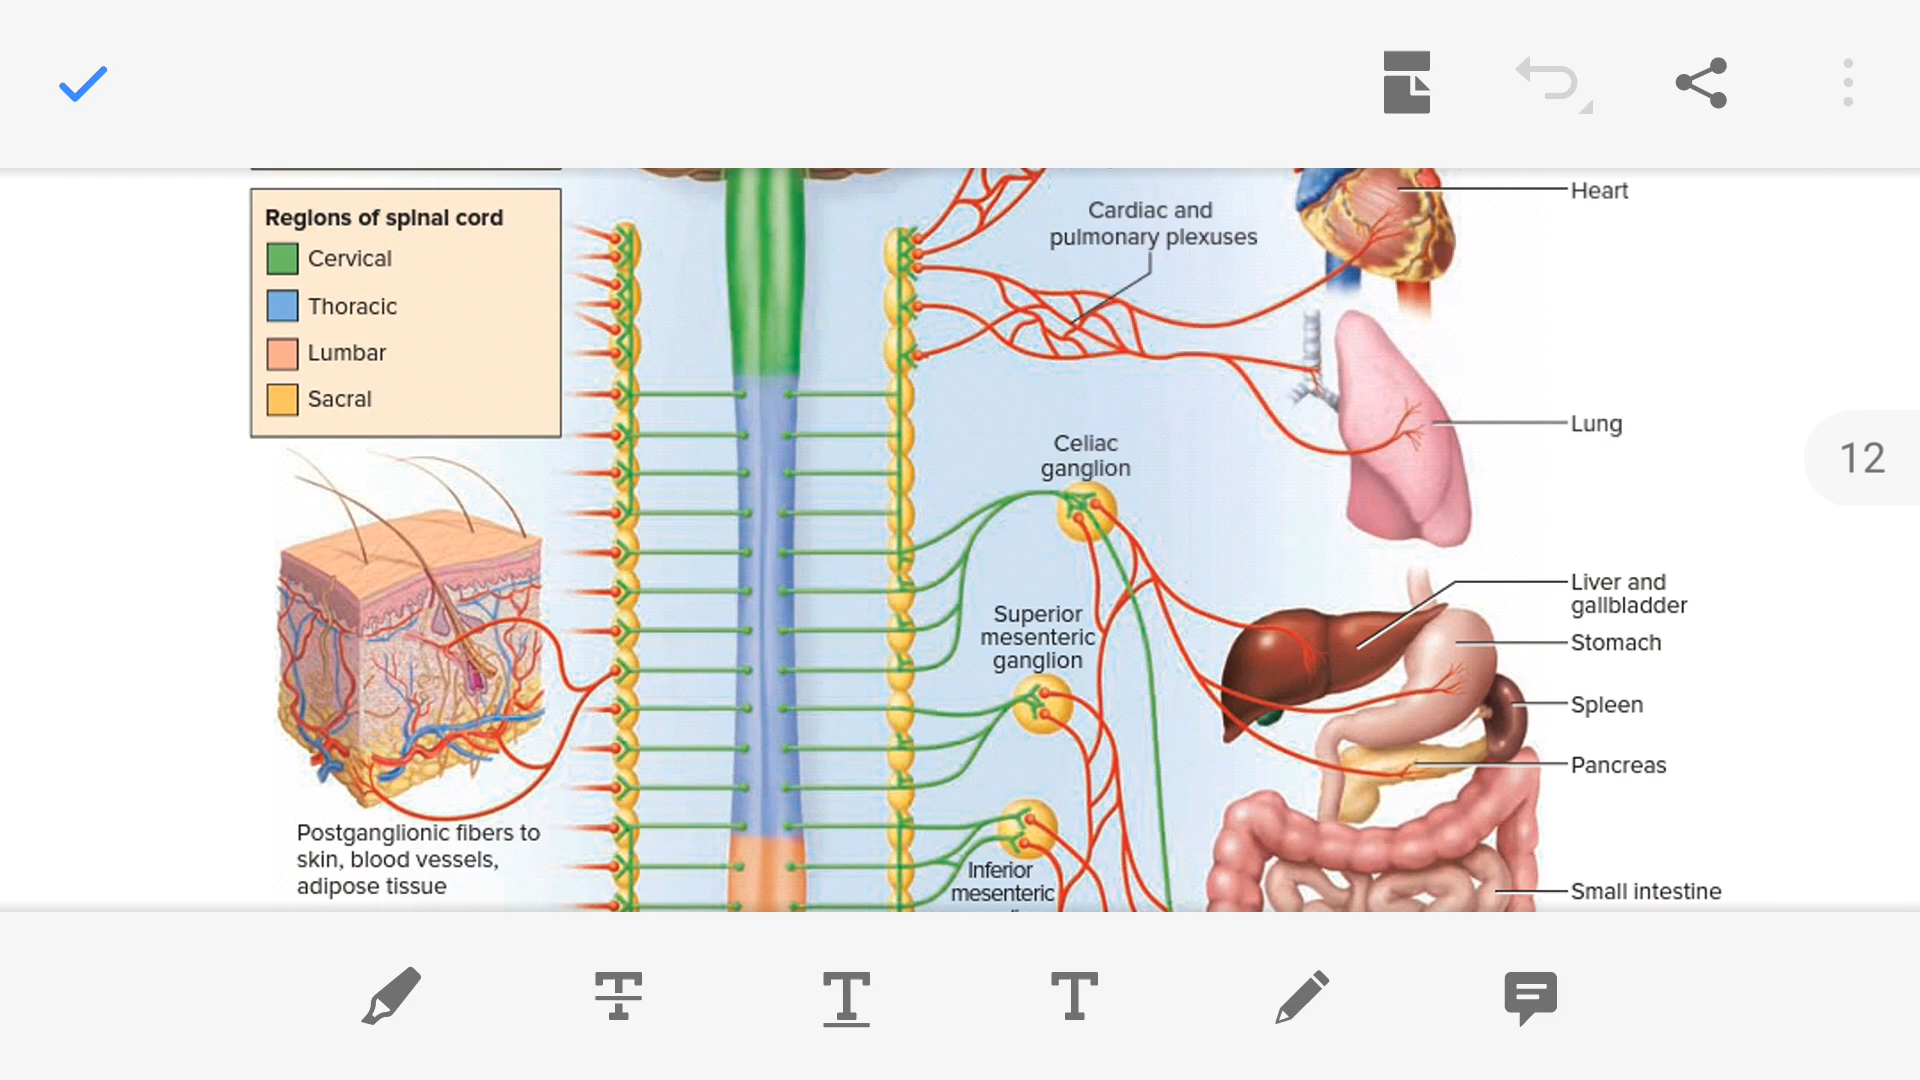 Regions of spinal cord
Cervical
Thoracic
Lumbar
Sacral
Cardiac and
pulmonary plexuses
Heart
Lung
Celiac
ganglion
12
Superior
mesenteric
ganglion
Liver and
gallbladder
Stomach
Spleen
Pancreas
Postganglionic fibers to
skin, blood vessels,
adipose tissue
Inferior
mesenteric
Small intestine